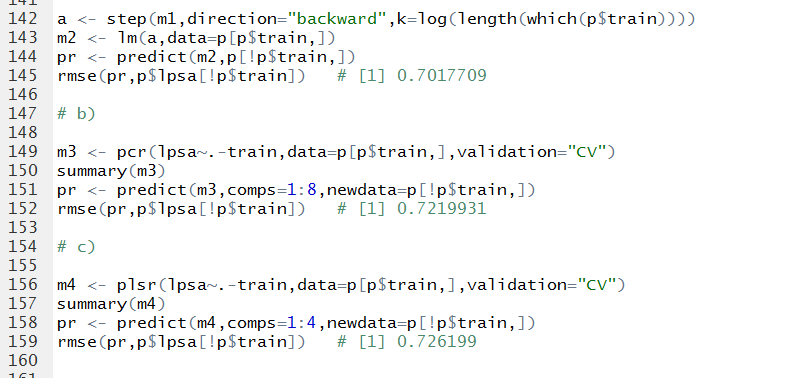 142 a <- step(m1,direction="backward",k=log(length(which(p$train))))
143 m2 <- lm(a,data=p[p$train,])
144 pr <- predict(m2,p[!p$train,])
145 rmse(pr,p$lpsa[!p$train])   # [1] 0.7017709
146
147 # b)
148
149 m3 <- pcr(lpsa~.-train,data=p[p$train,],validation="CV")
150 summary(m3)
151 pr <- predict(m3,comps=1:8,newdata=p[!p$train,])
152 rmse(pr,p$lpsa[!p$train])   # [1] 0.7219931
153
154 # c)
155
156 m4 <- plsr(lpsa~.-train,data=p[p$train,],validation="CV")
157 summary(m4)
158 pr <- predict(m4,comps=1:4,newdata=p[!p$train,])
159 rmse(pr,p$lpsa[!p$train])   # [1] 0.726199
160